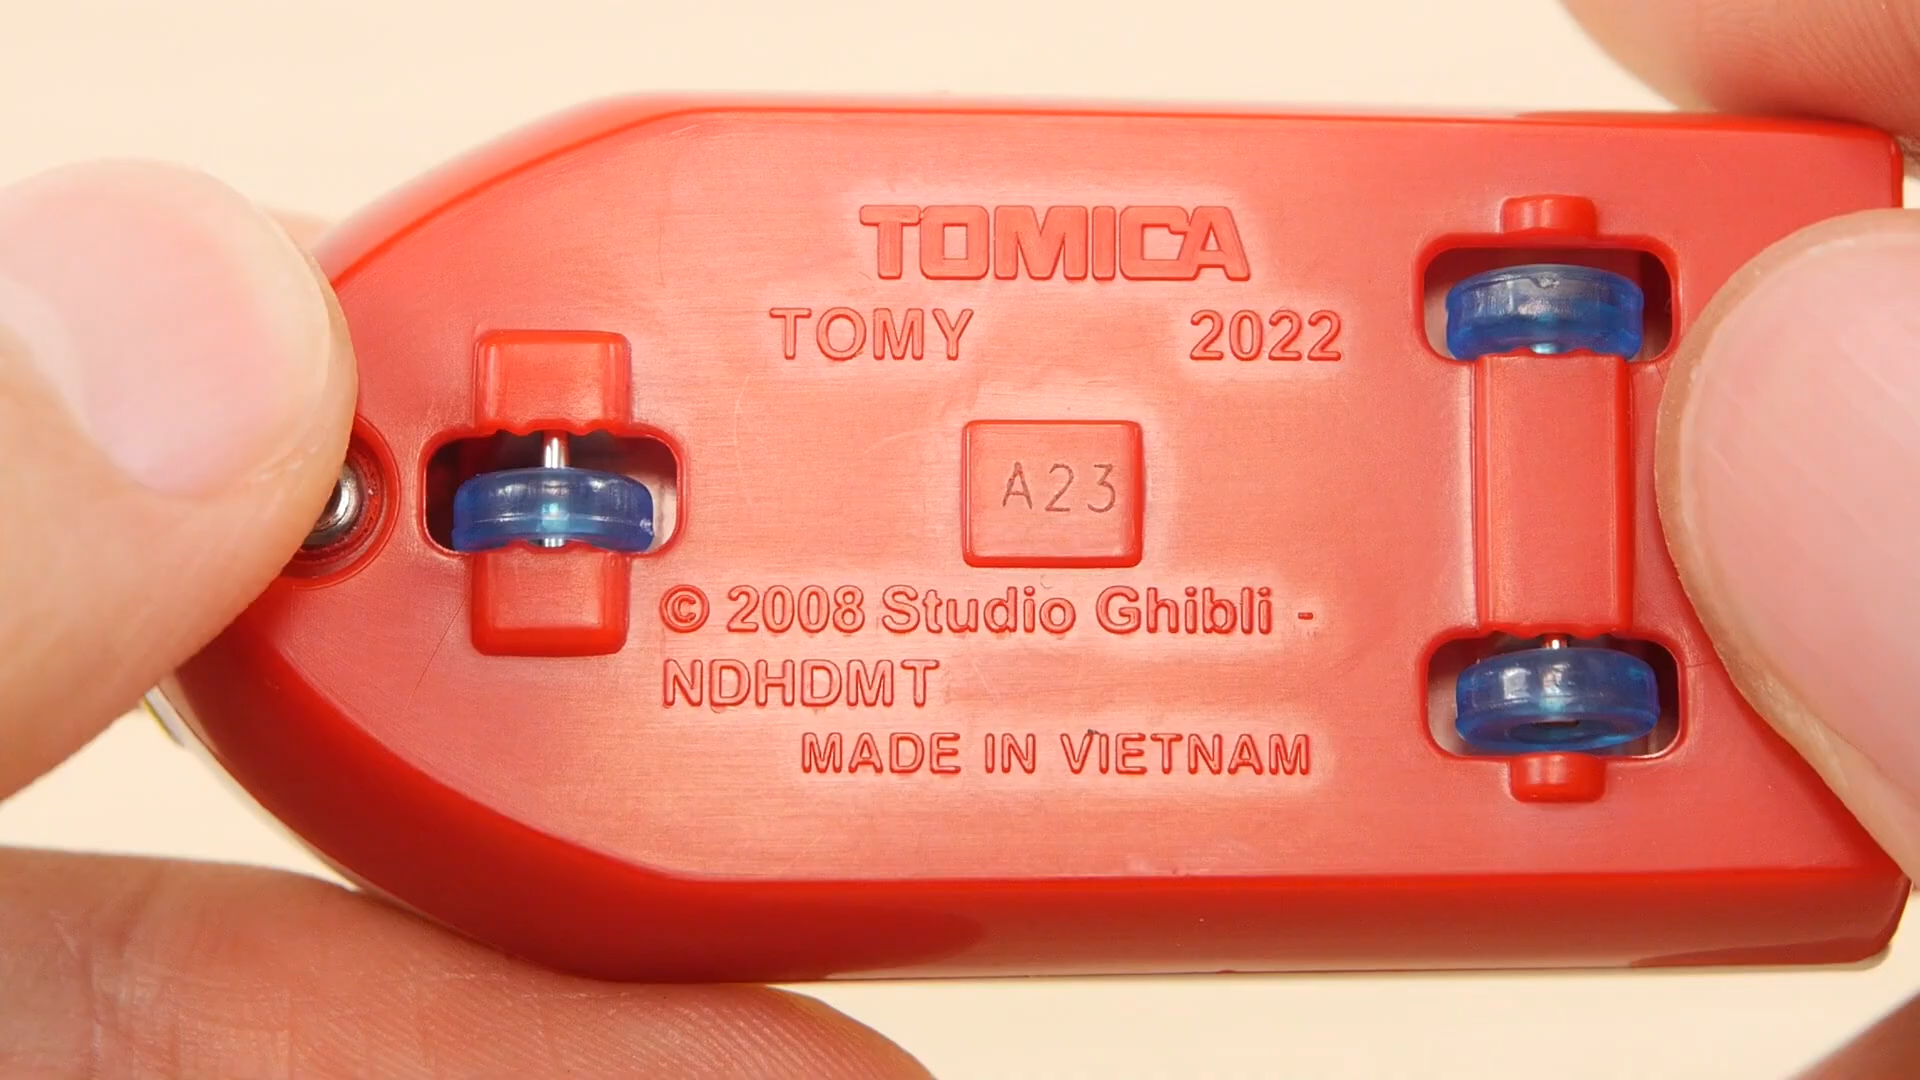 TOMICA
TOMY 2022
A23
© 2008 Studio Ghibli -
NDHDMT
MADE IN VIETNAM